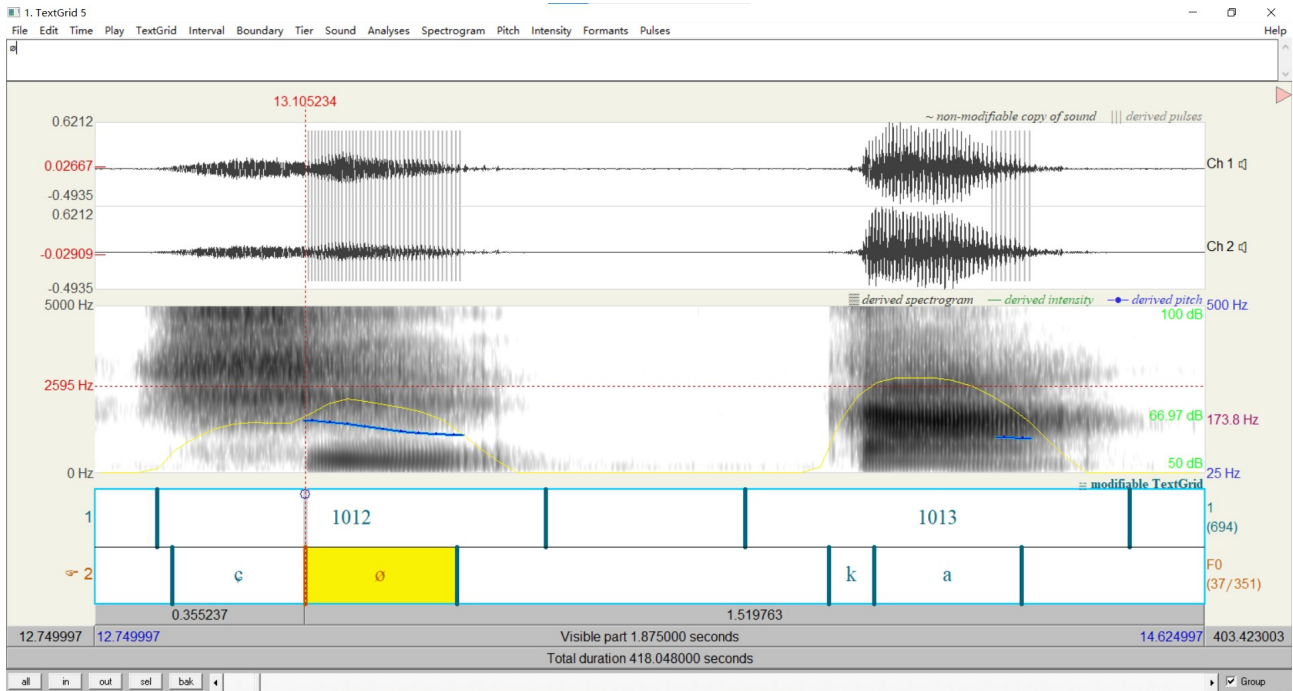 1. TextGrid 5
File Edit Time Play TextGrid Interval Boundary Tier Sound Analyses Spectrogram Pitch Intensity Formants Pulses Help
ø
13.105234
~ non-modifiable copy of sound ||| derived pulses
0.6212
0.02667 Ch 1
-0.4935
0.6212
-0.02909 Ch 2
-0.4935
5000 Hz derived spectrogram — derived intensity derived pitch 500 Hz
100 dB
2595 Hz
66.97 dB 173.8 Hz
50 dB
0 Hz 25 Hz
modifiable TextGrid
1 1012 1013 1
(694)
2 ç ø k a F0
(37/351)
0.355237 1.519763
12.749997 12.749997 Visible part 1.875000 seconds 14.624997 403.423003
Total duration 418.048000 seconds
all in out sel bak Group